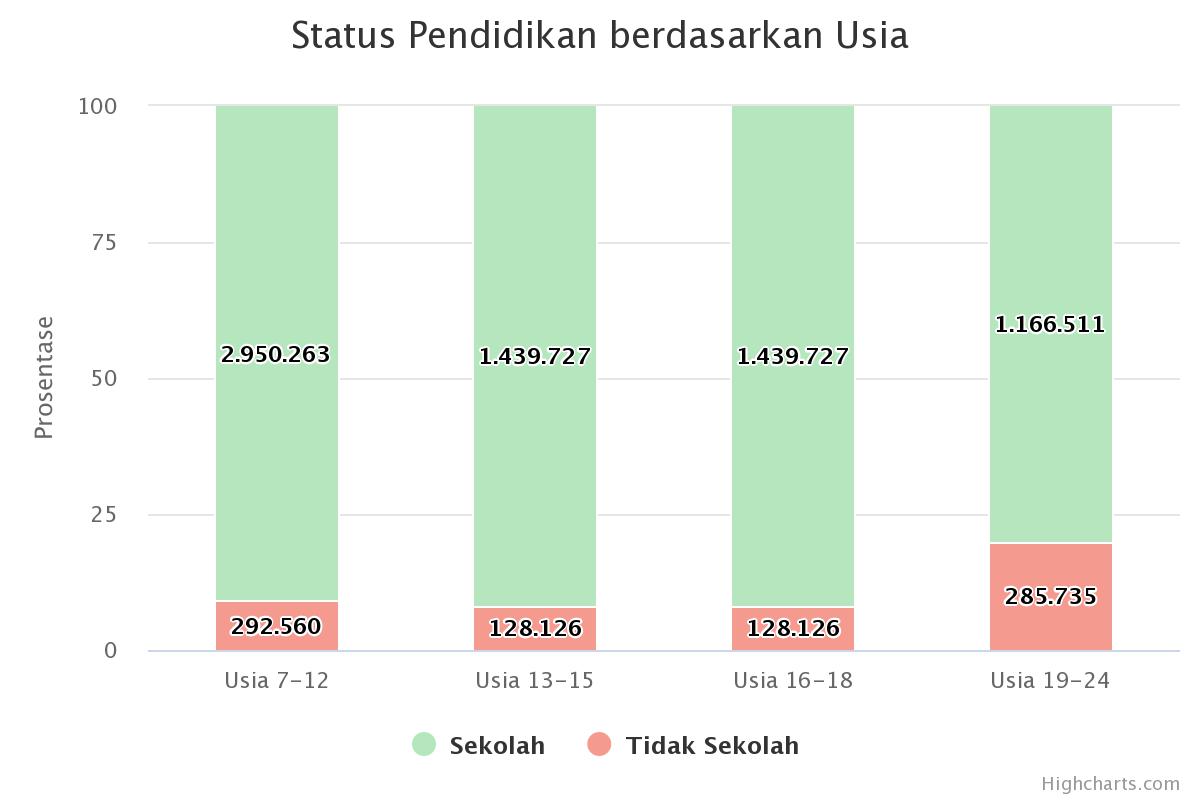 Status Pendidikan berdasarkan Usia
Prosentase
100
75
50
25
0
2.950.263
1.439.727
1.439.727
1.166.511
292.560
128.126
128.126
285.735
Usia 7-12
Usia 13-15
Usia 16-18
Usia 19-24
Sekolah
Tidak Sekolah
Highcharts.com